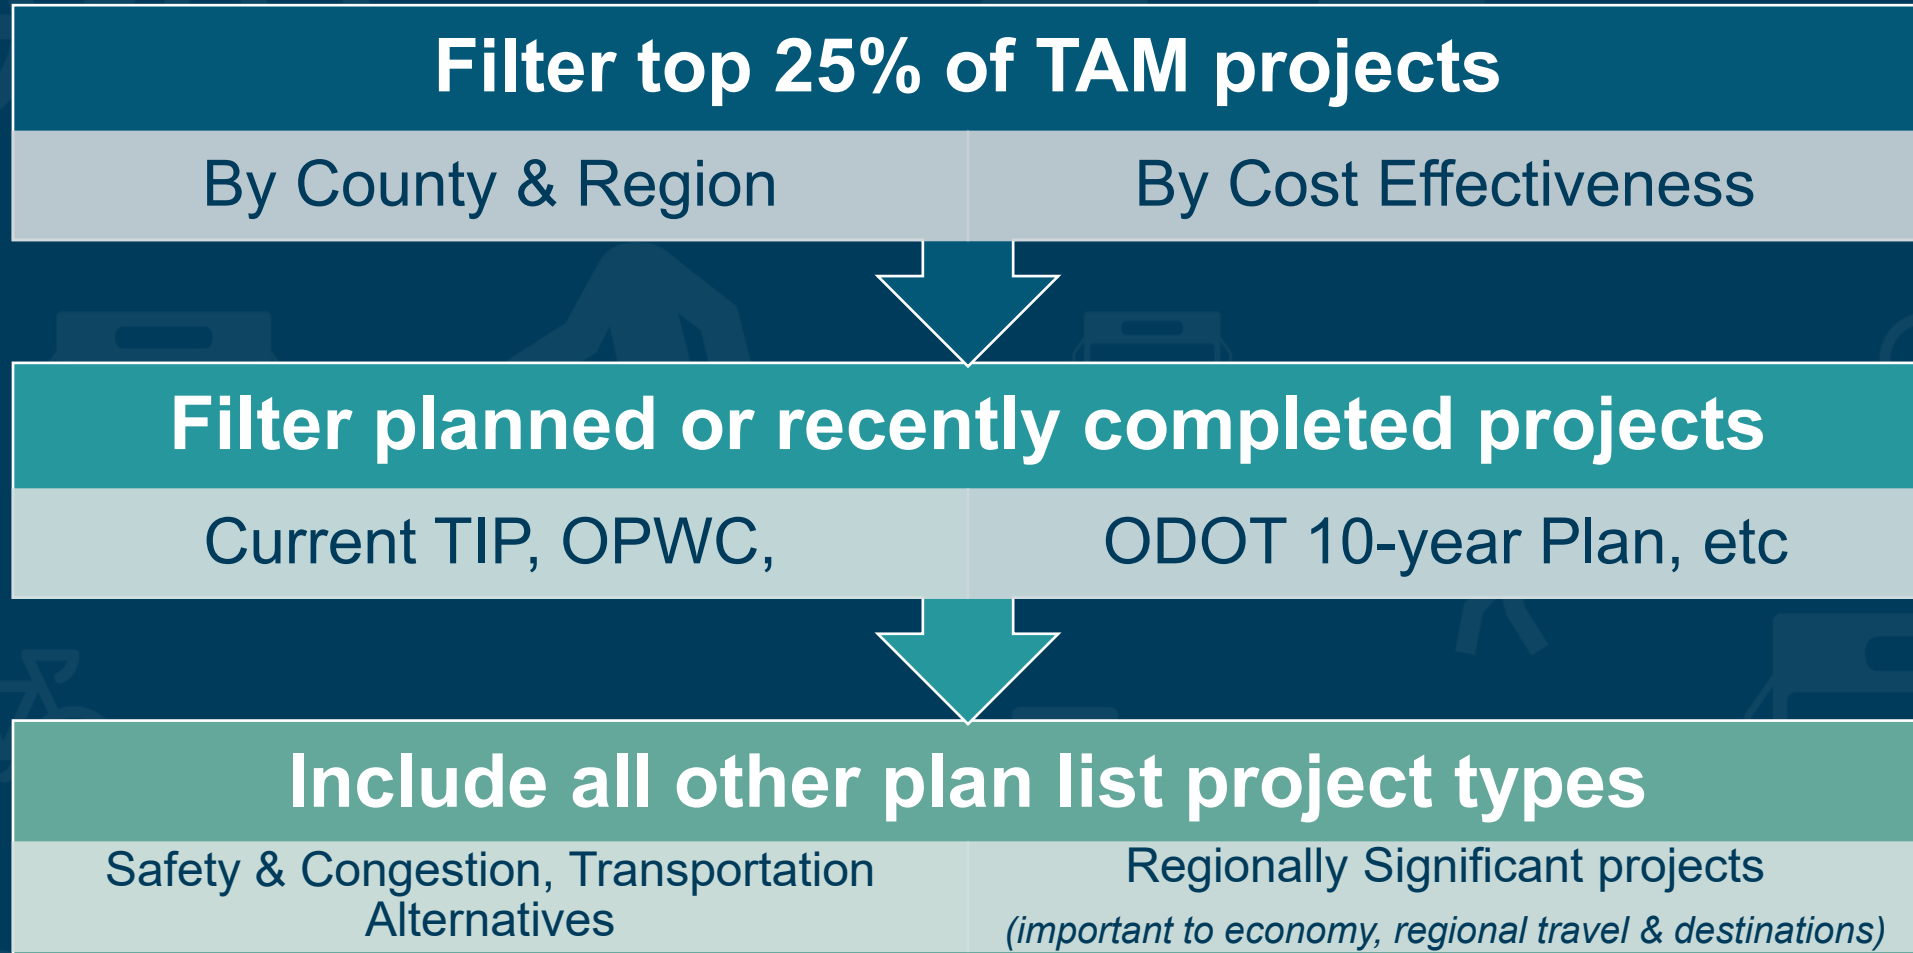 Filter top 25% of TAM projects
By County & Region
By Cost Effectiveness
Filter planned or recently completed projects
Current TIP, OPWC,
ODOT 10-year Plan, etc
Include all other plan list project types
Safety & Congestion, Transportation
Alternatives
Regionally Significant projects
(important to economy, regional travel & destinations)